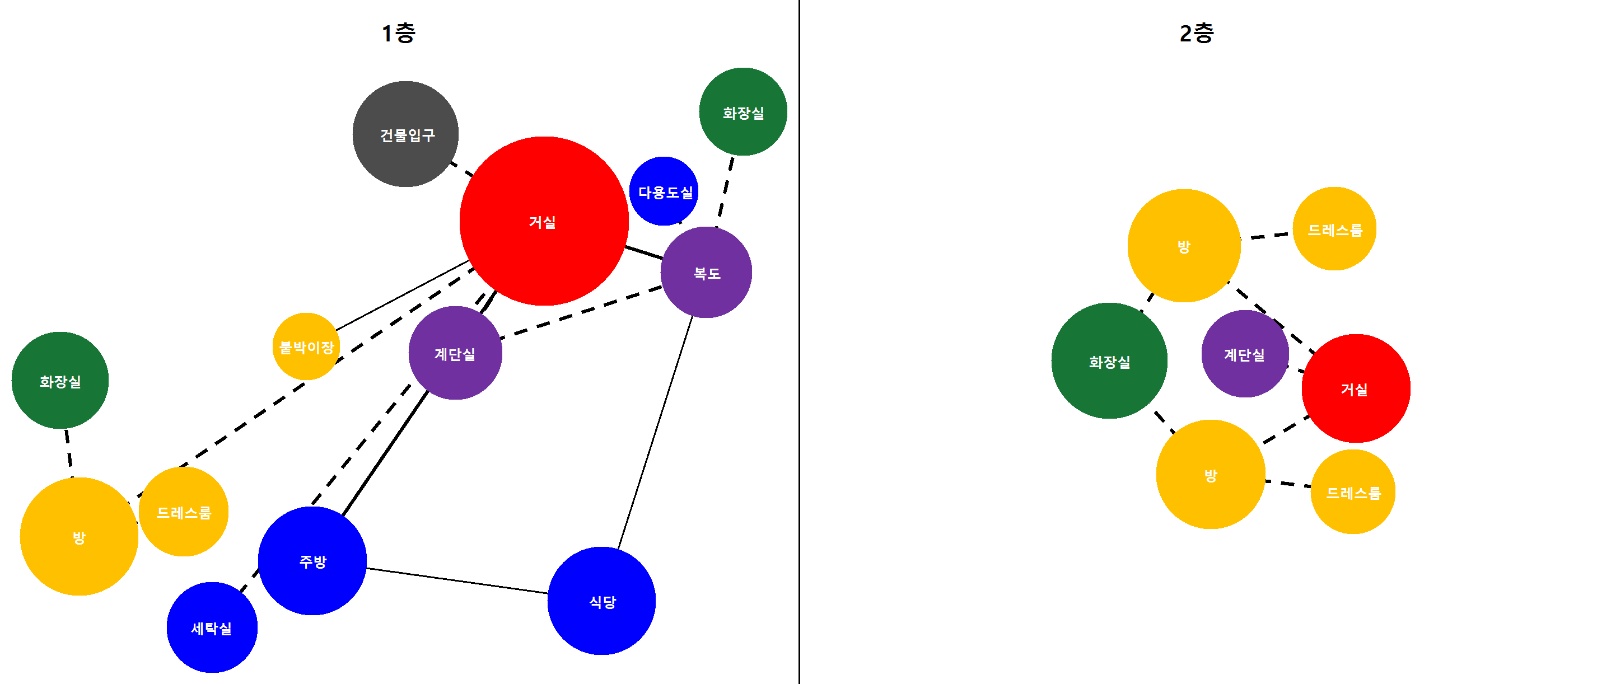 1층
건물입구
화장실
다용도실
거실
복도
붙박이장
계단실
화장실
드레스룸
방
주방
식당
세탁실
2층
방
드레스룸
계단실
화장실
거실
방
드레스룸